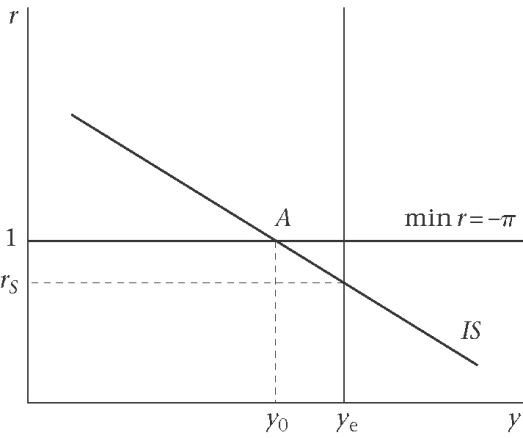 r
A
min r = −π
1
r_S
IS
y_0 y_e y